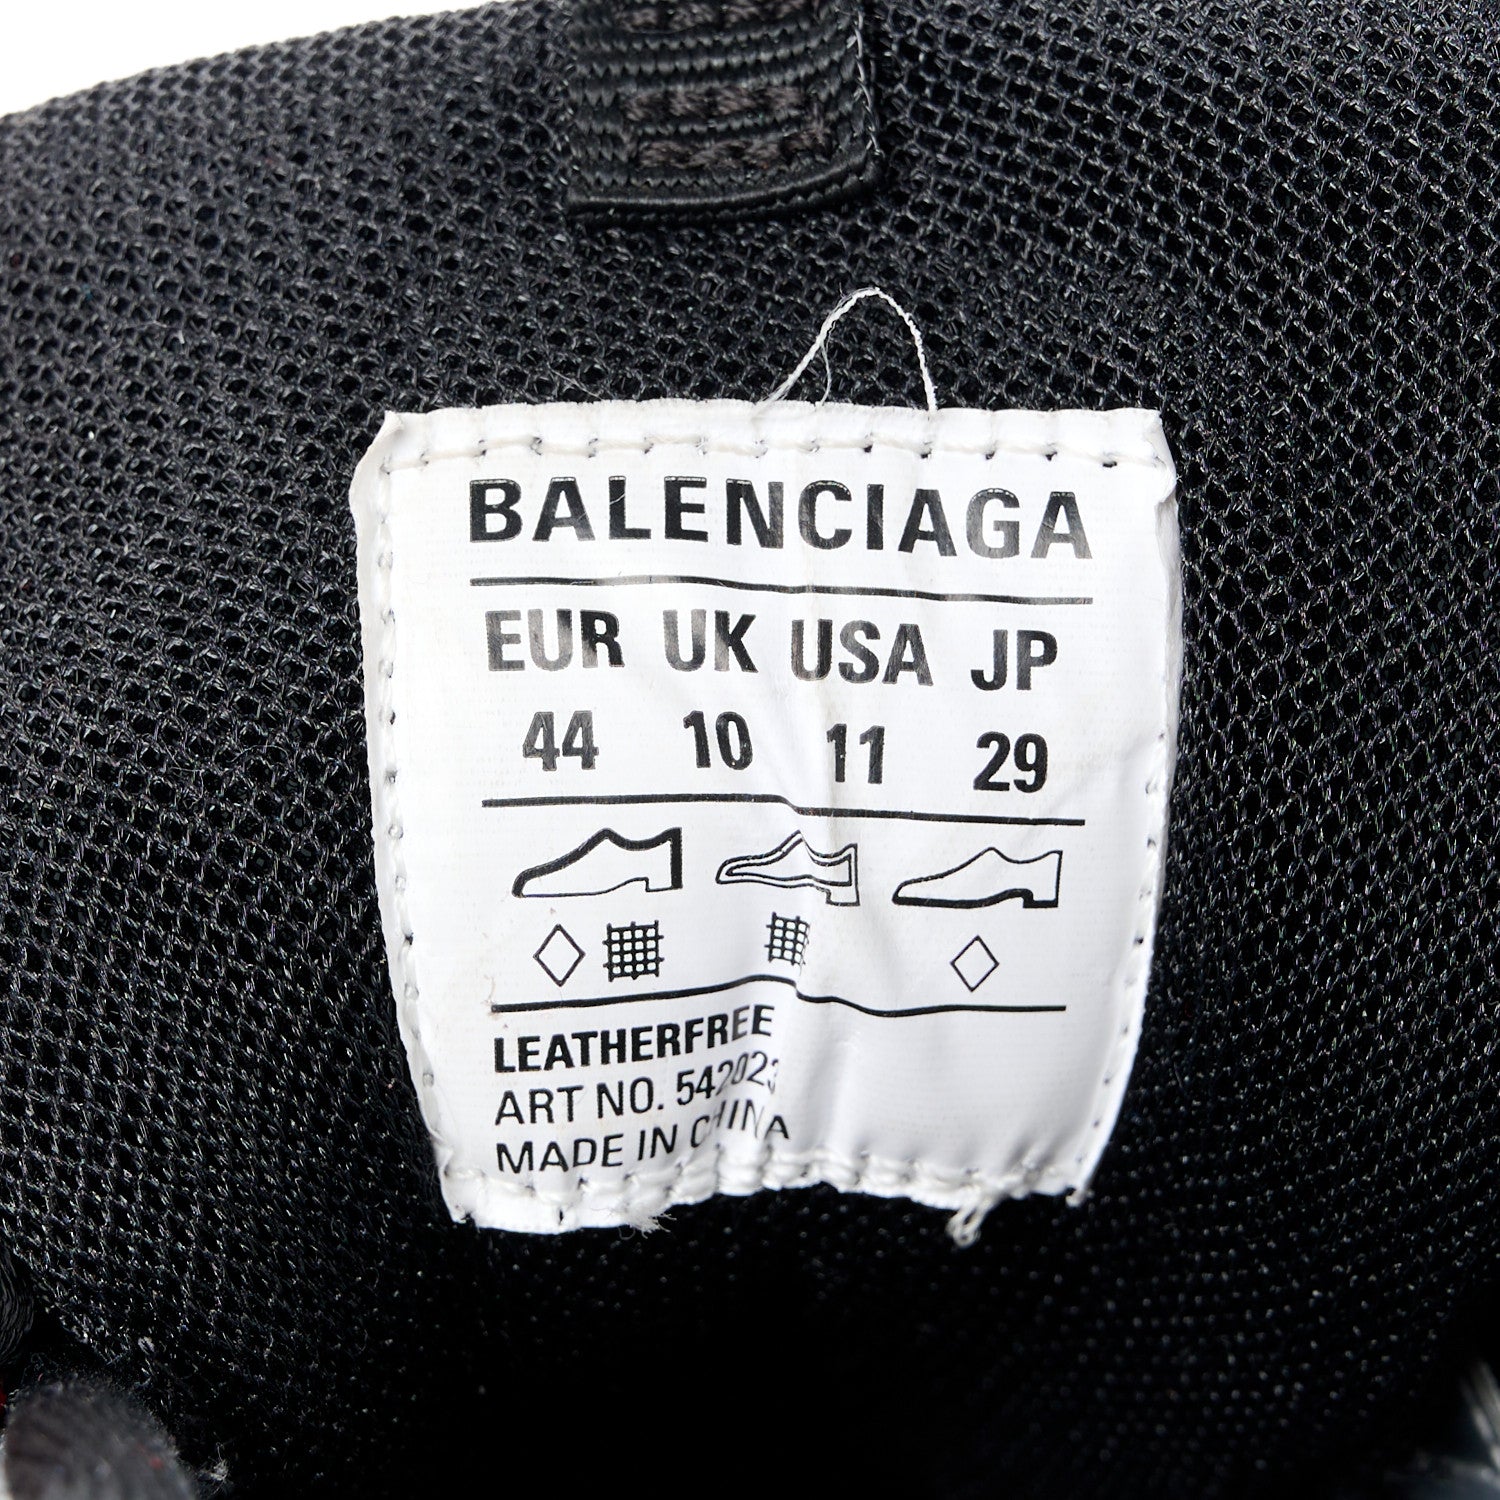 BALENCIAGA
EUR UK USA JP
44 10 11 29
LEATHERFREE
ART NO. 542023
MADE IN CHINA